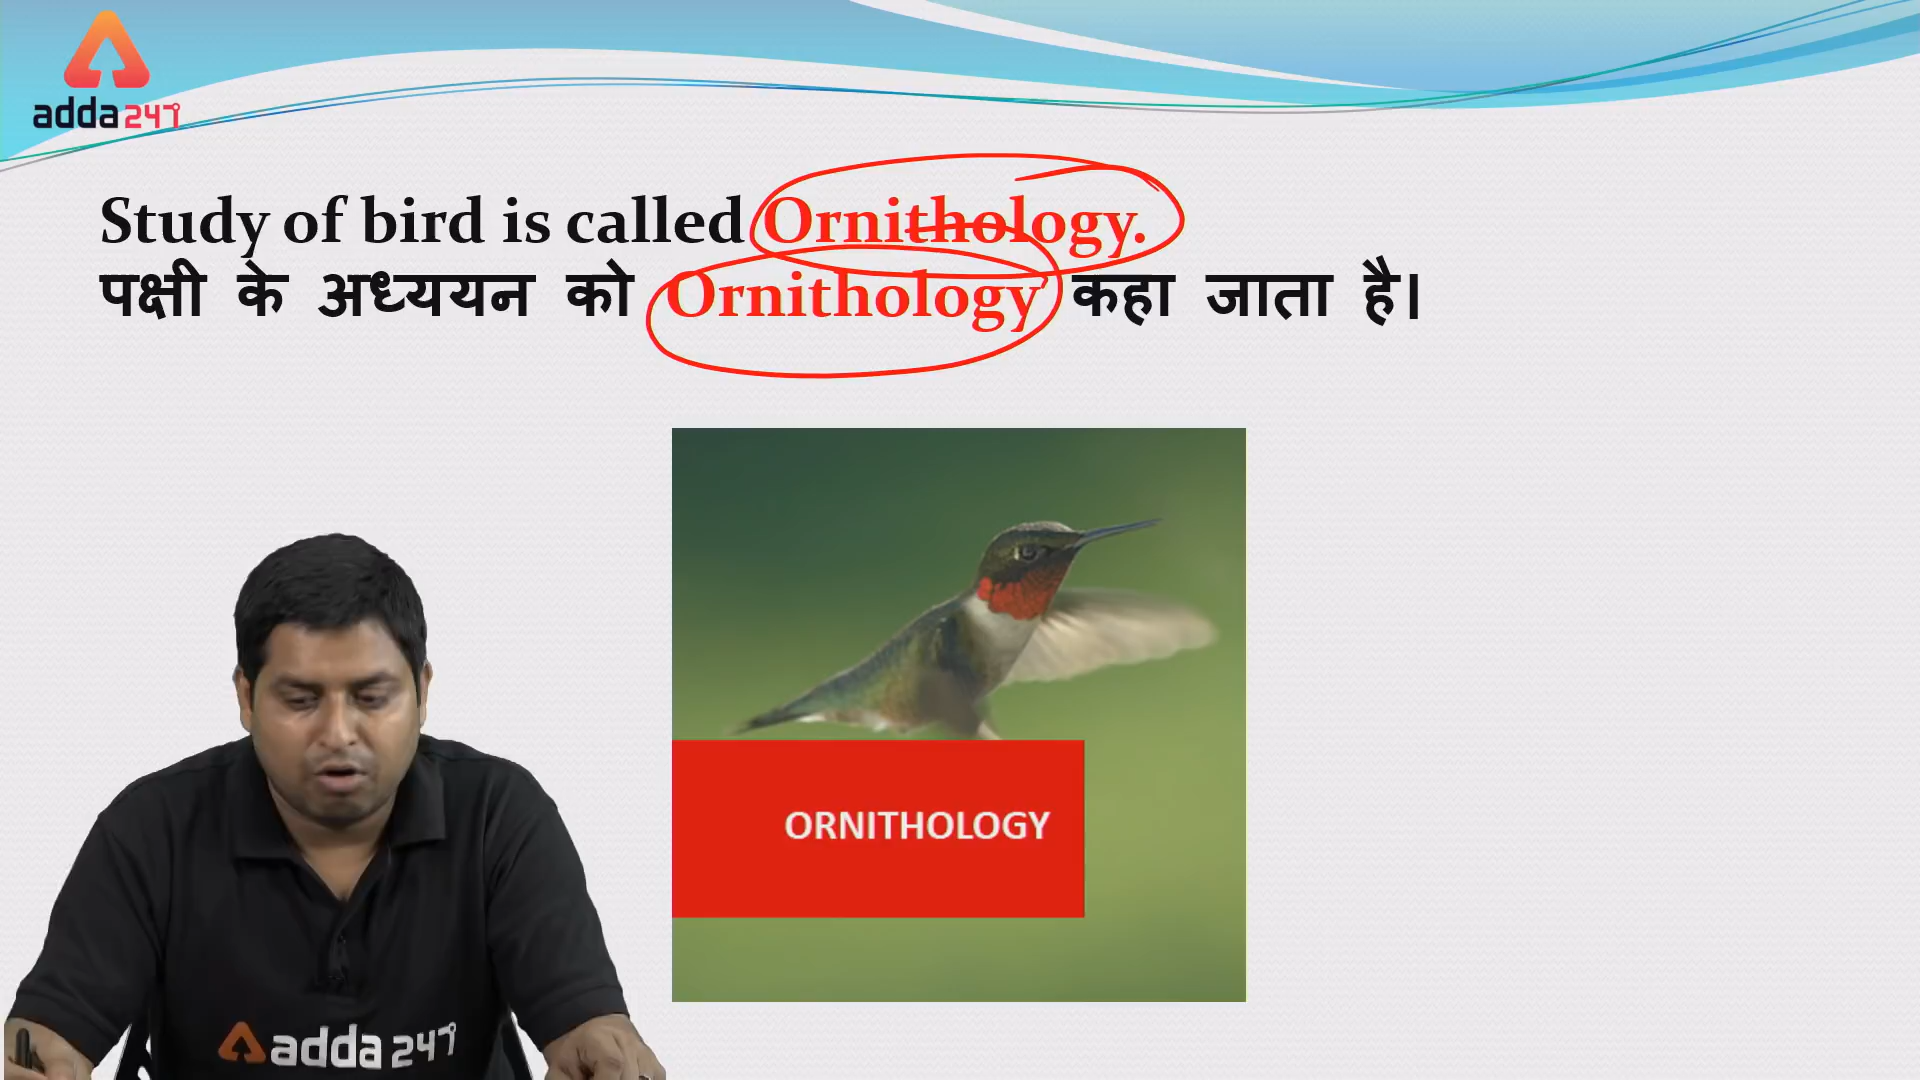 adda247
Study of bird is called Ornithology.
पक्षी के अध्ययन को Ornithology कहा जाता है।
ORNITHOLOGY
adda247